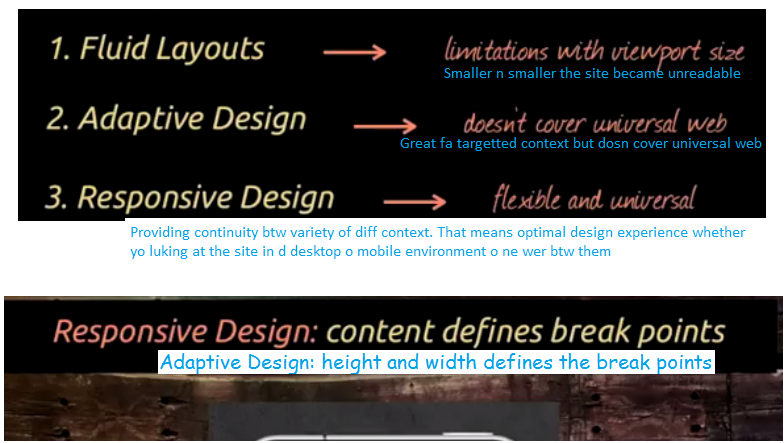 1. Fluid Layouts → limitations with viewport size
Smaller n smaller the site became unreadable
2. Adaptive Design → doesn't cover universal web
Great fa targetted context but dosn cover universal web
3. Responsive Design → flexible and universal
Providing continuity btw variety of diff context. That means optimal design experience whether
yo luking at the site in d desktop o mobile environment o ne wer btw them
Responsive Design: content defines break points
Adaptive Design: height and width defines the break points